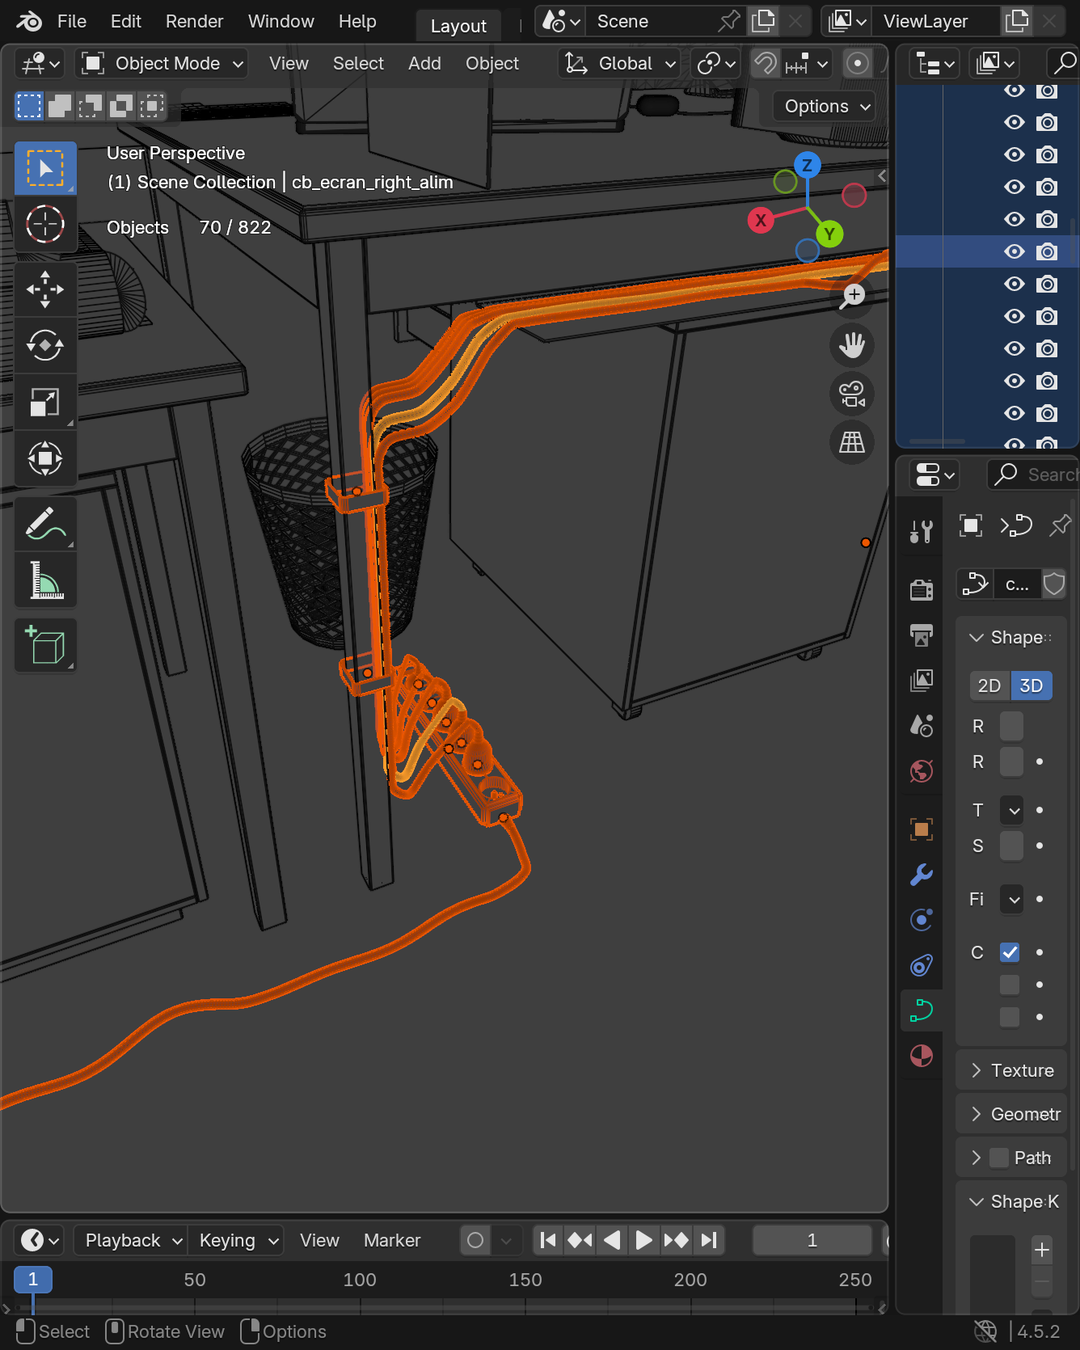 File Edit Render Window Help Layout Scene ViewLayer
Object Mode View Select Add Object Global
Options
User Perspective
(1) Scene Collection | cb_ecran_right_alim
Objects 70 / 822
Z
X
Y
Search
c...
Shape
2D 3D
R
R
T
S
Fi
C
Texture
Geometr
Path
Shape K
Playback Keying View Marker 1
1 50 100 150 200 250
Select Rotate View Options 4.5.2